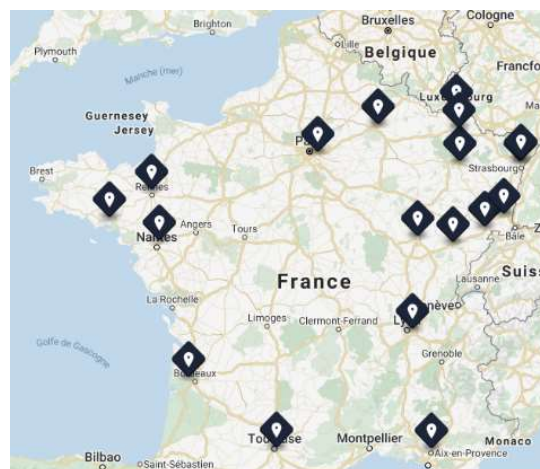 Bruxelles
Cologne
Brighton
Lille
Plymouth
Belgique
Francfo
Manche (mer)
Guernesey
Jersey
Brest
Strasbourg
Rennes
Angers
Tours
Nantes
Bâle
Z
France
Lausanne
Suis
La Rochelle
Genève
Limoges
Clermont-Ferrand
Lyon
Grenoble
Golfe de Gascogne
Bordeaux
Toulouse
Montpellier
Monaco
Aix-en-Provence
Bilbao
Saint-Sébastien